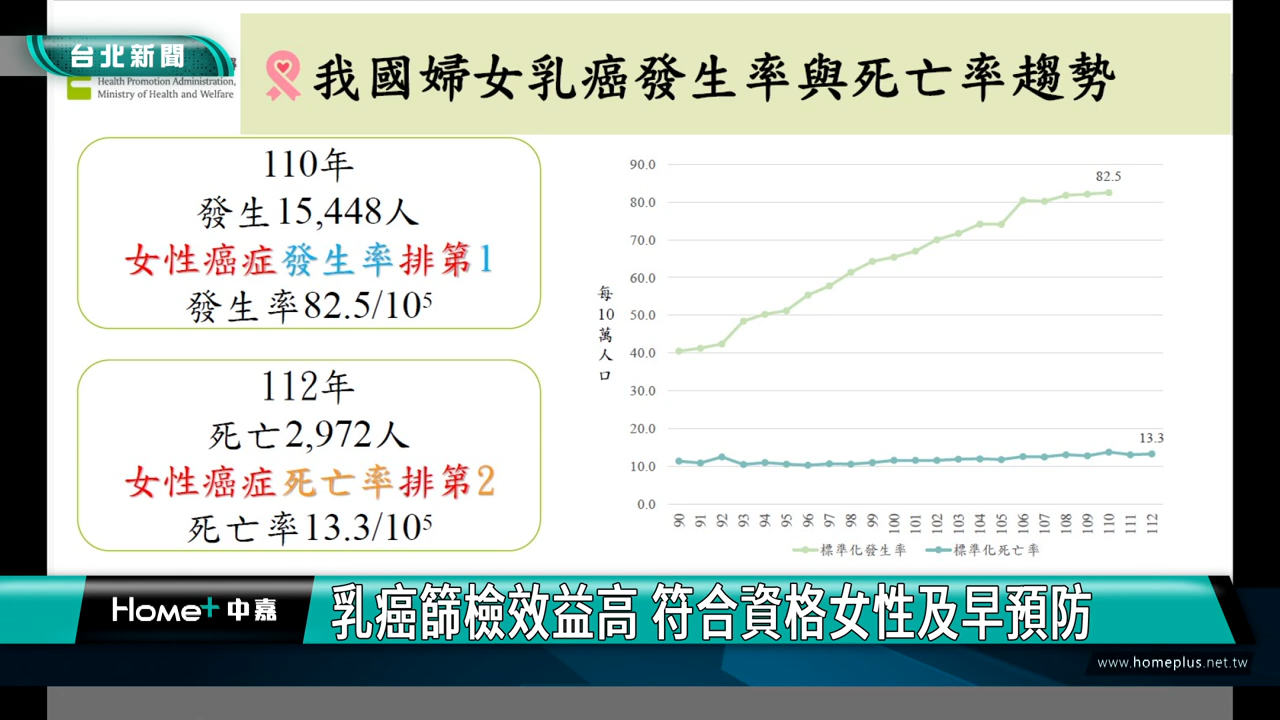 台北新聞
Health Promotion Administration,
Ministry of Health and Welfare
我國婦女乳癌發生率與死亡率趨勢
110年
發生15,448人
女性癌症發生率排第1
發生率82.5/10⁵
112年
死亡2,972人
女性癌症死亡率排第2
死亡率13.3/10⁵
每10萬人口
90.0
80.0
70.0
60.0
50.0
40.0
30.0
20.0
10.0
0.0
82.5
13.3
90 91 92 93 94 95 96 97 98 99 100 101 102 103 104 105 106 107 108 109 110 111 112
標準化發生率 標準化死亡率
Home+ 中嘉
乳癌篩檢效益高 符合資格女性及早預防
www.homeplus.net.tw